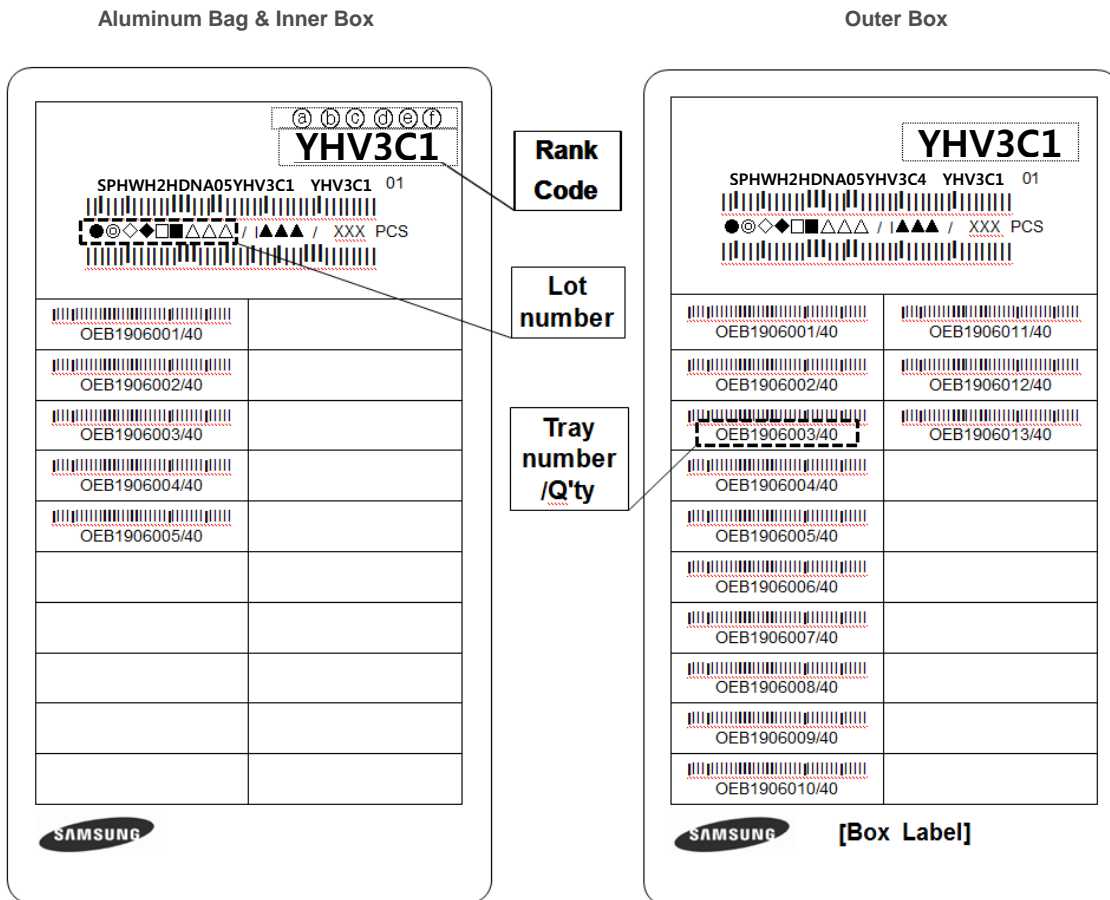 Aluminum Bag & Inner Box
ⓐ ⓑ ⓒ ⓓ ⓔ ⓕ
YHV3C1
SPHWH2HDNA05YHV3C1 YHV3C1 01
●◎◇◆□■△△△ / I▲▲▲ / XXX PCS
OEB1906001/40
OEB1906002/40
OEB1906003/40
OEB1906004/40
OEB1906005/40
SAMSUNG
Rank
Code
Lot
number
Tray
number
/Q'ty
Outer Box
YHV3C1
SPHWH2HDNA05YHV3C4 YHV3C1 01
●◎◇◆□■△△△ / I▲▲▲ / XXX PCS
OEB1906001/40 OEB1906011/40
OEB1906002/40 OEB1906012/40
OEB1906003/40 OEB1906013/40
OEB1906004/40
OEB1906005/40
OEB1906006/40
OEB1906007/40
OEB1906008/40
OEB1906009/40
OEB1906010/40
SAMSUNG [Box Label]